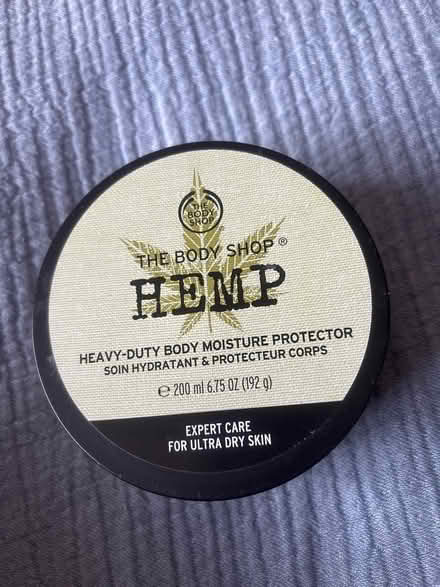 THE
BODY
SHOP
THE BODY SHOP®
HEMP
HEAVY-DUTY BODY MOISTURE PROTECTOR
SOIN HYDRATANT & PROTECTEUR CORPS
℮ 200 ml 6.75 OZ (192 g)
EXPERT CARE
FOR ULTRA DRY SKIN